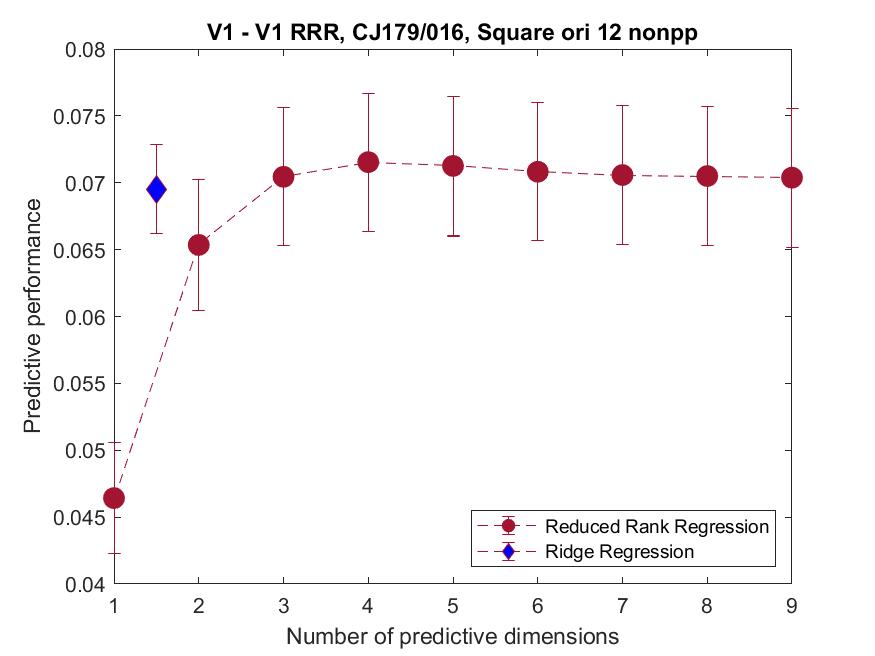 V1 - V1 RRR, CJ179/016, Square ori 12 nonpp
0.08
0.075
0.07
0.065
0.06
0.055
0.05
0.045
0.04
Predictive performance
Reduced Rank Regression
Ridge Regression
1 2 3 4 5 6 7 8 9
Number of predictive dimensions